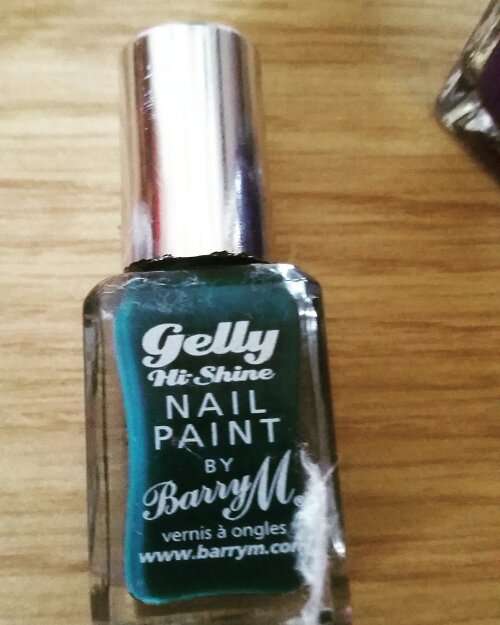 Gelly
Hi-Shine
NAIL
PAINT
BY
BarryM.
vernis à ongles
www.barrym.com